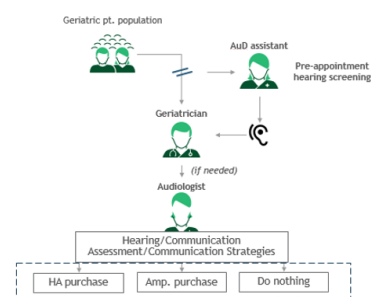 Geriatric pt. population
AuD assistant
Pre-appointment
hearing screening
Geriatrician
(if needed)
Audiologist
Hearing/Communication
Assessment/Communication Strategies
HA purchase
Amp. purchase
Do nothing